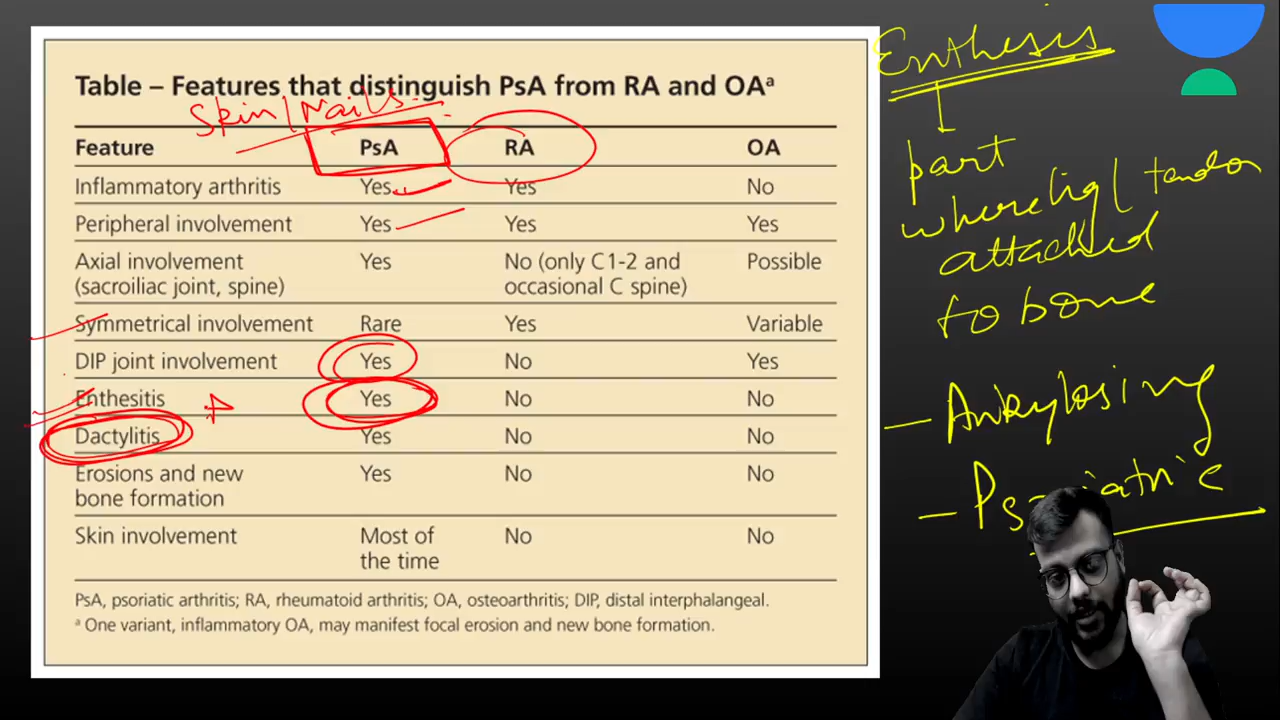 Table – Features that distinguish PsA from RA and OAᵃ
Skin/Nails
Feature PsA RA OA
Inflammatory arthritis Yes Yes No
Peripheral involvement Yes Yes Yes
Axial involvement Yes No (only C1-2 and Possible
(sacroiliac joint, spine) occasional C spine)
Symmetrical involvement Rare Yes Variable
DIP joint involvement Yes No Yes
Enthesitis Yes No No
Dactylitis Yes No No
Erosions and new Yes No No
bone formation
Skin involvement Most of No No
the time
PsA, psoriatic arthritis; RA, rheumatoid arthritis; OA, osteoarthritis; DIP, distal interphalangeal.
ᵃ One variant, inflammatory OA, may manifest focal erosion and new bone formation.
Enthesis
part
where lig/tendon
attached
to bone
- Ankylosing